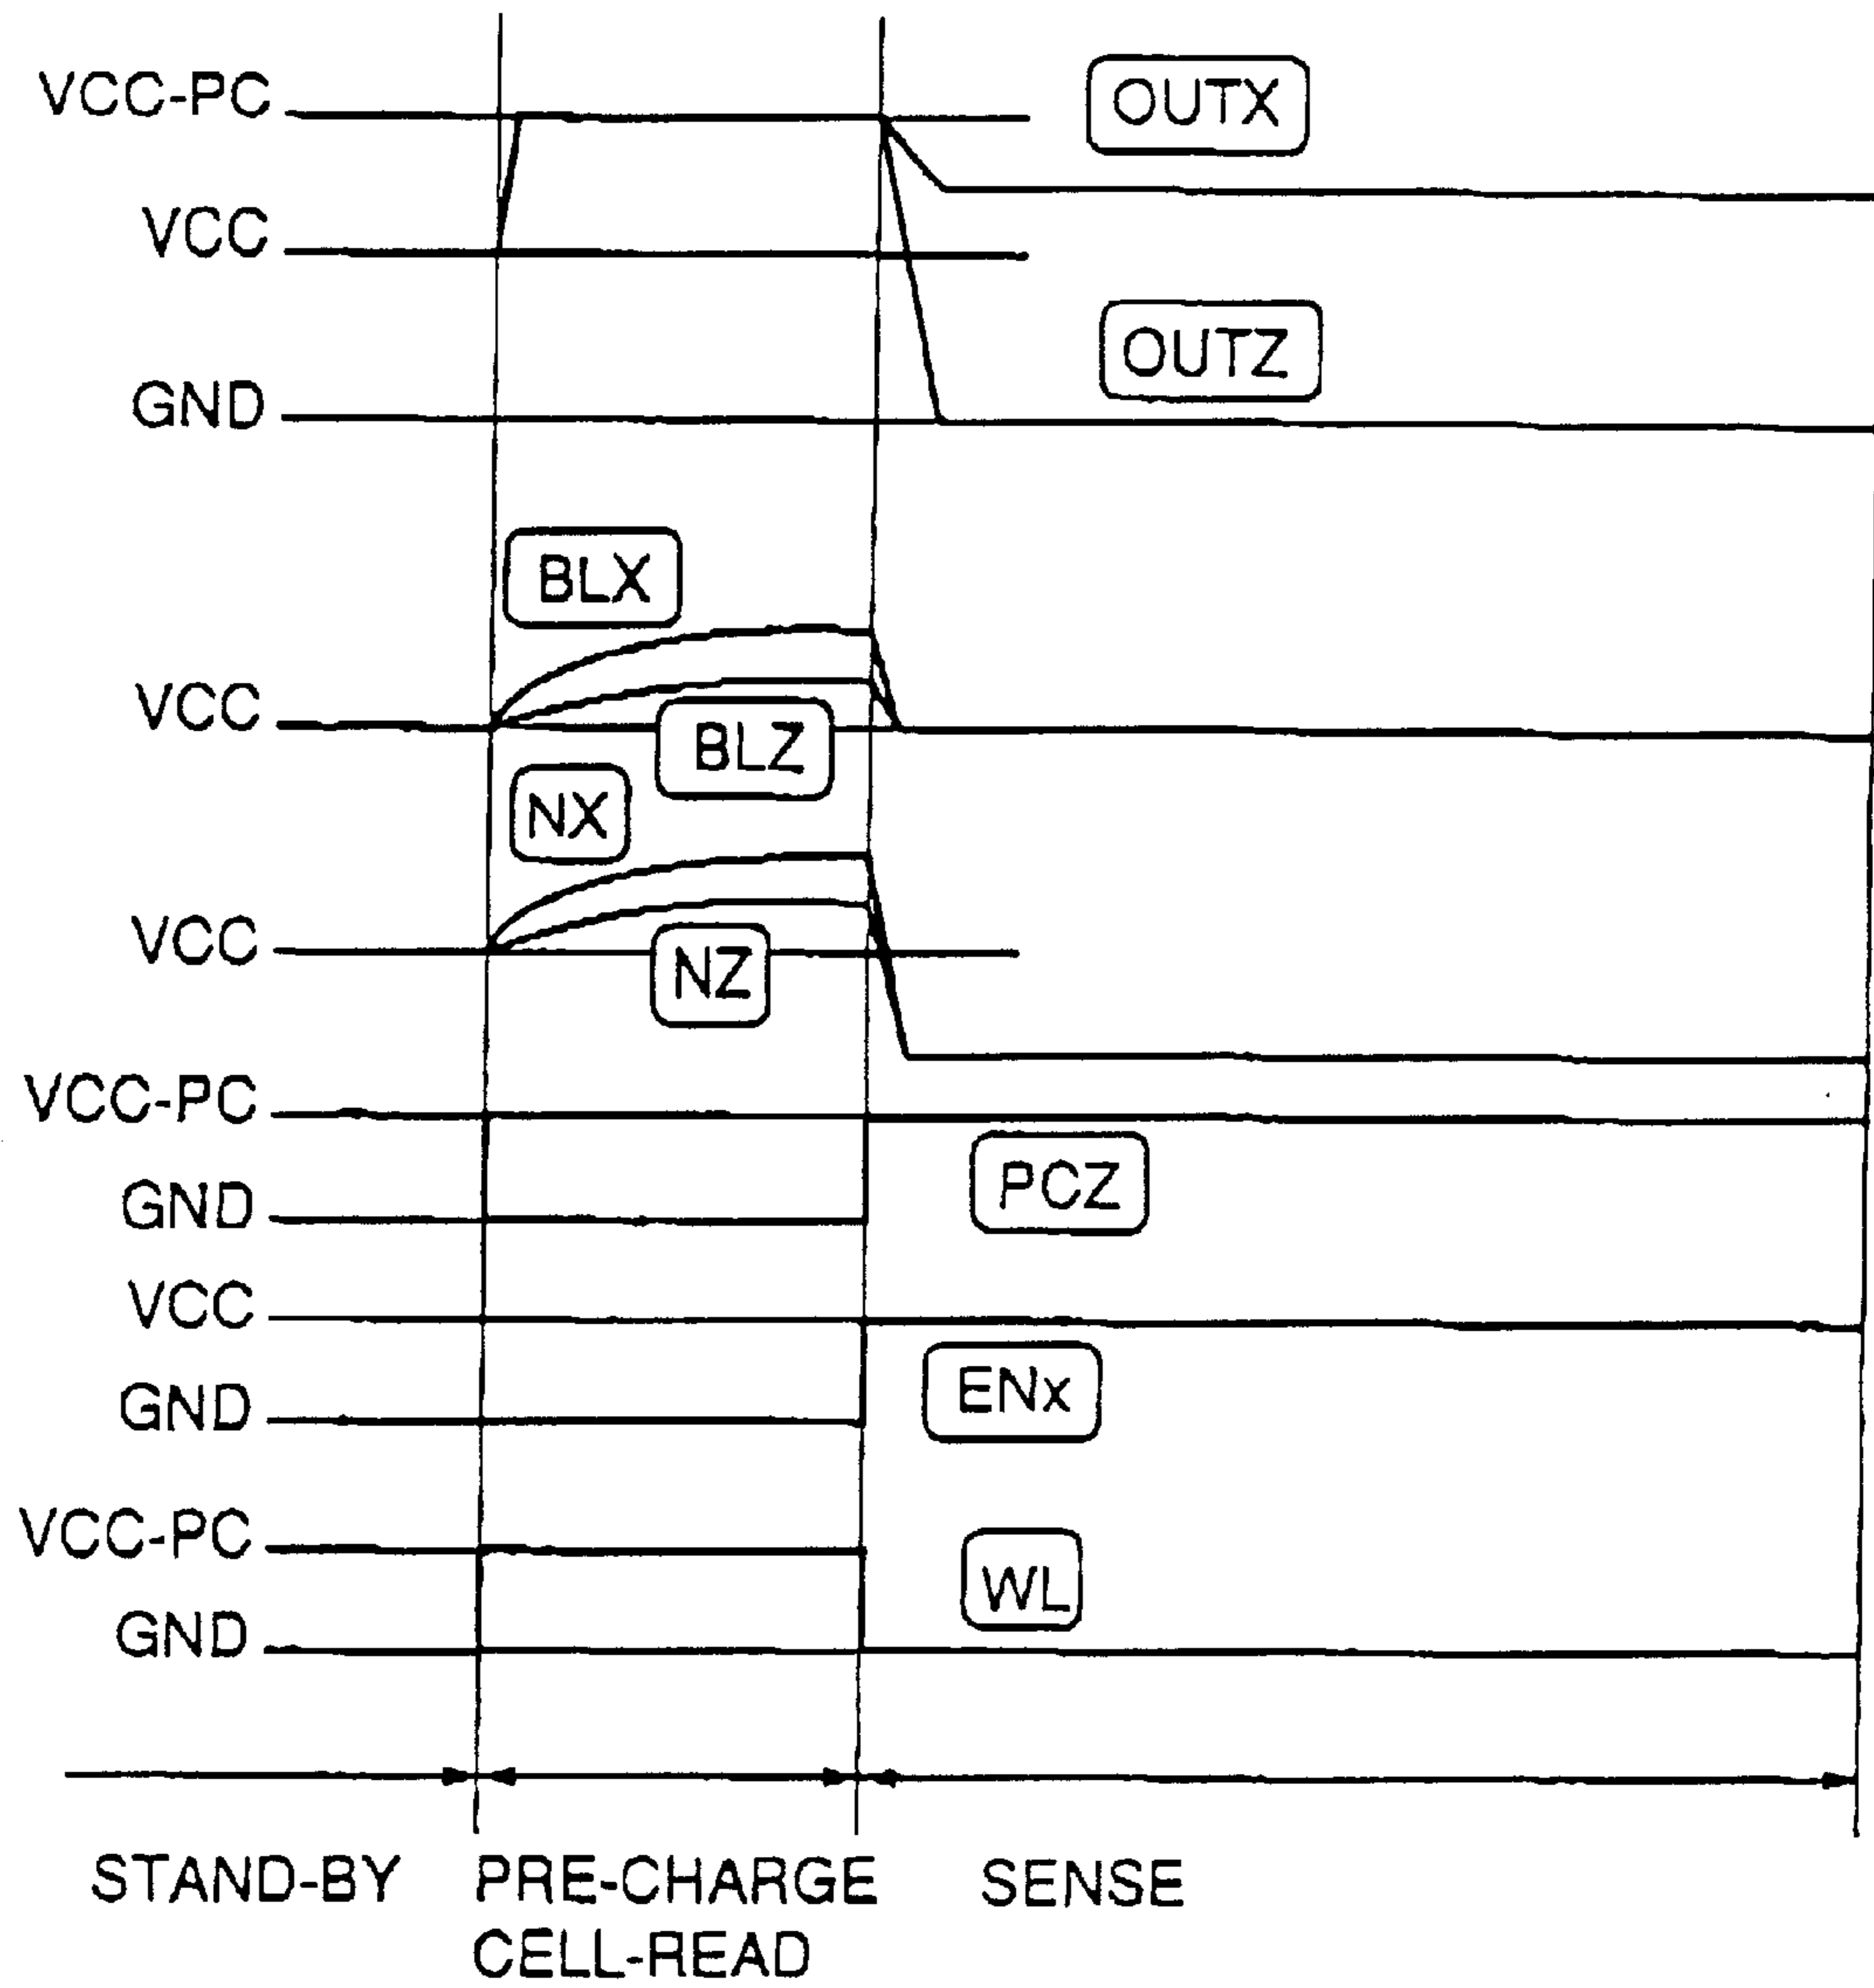 VCC-PC
OUTX
VCC
OUTZ
GND
BLX
VCC
BLZ
NX
VCC
NZ
VCC-PC
PCZ
GND
VCC
ENx
GND
VCC-PC
WL
GND
STAND-BY PRE-CHARGE SENSE
CELL-READ